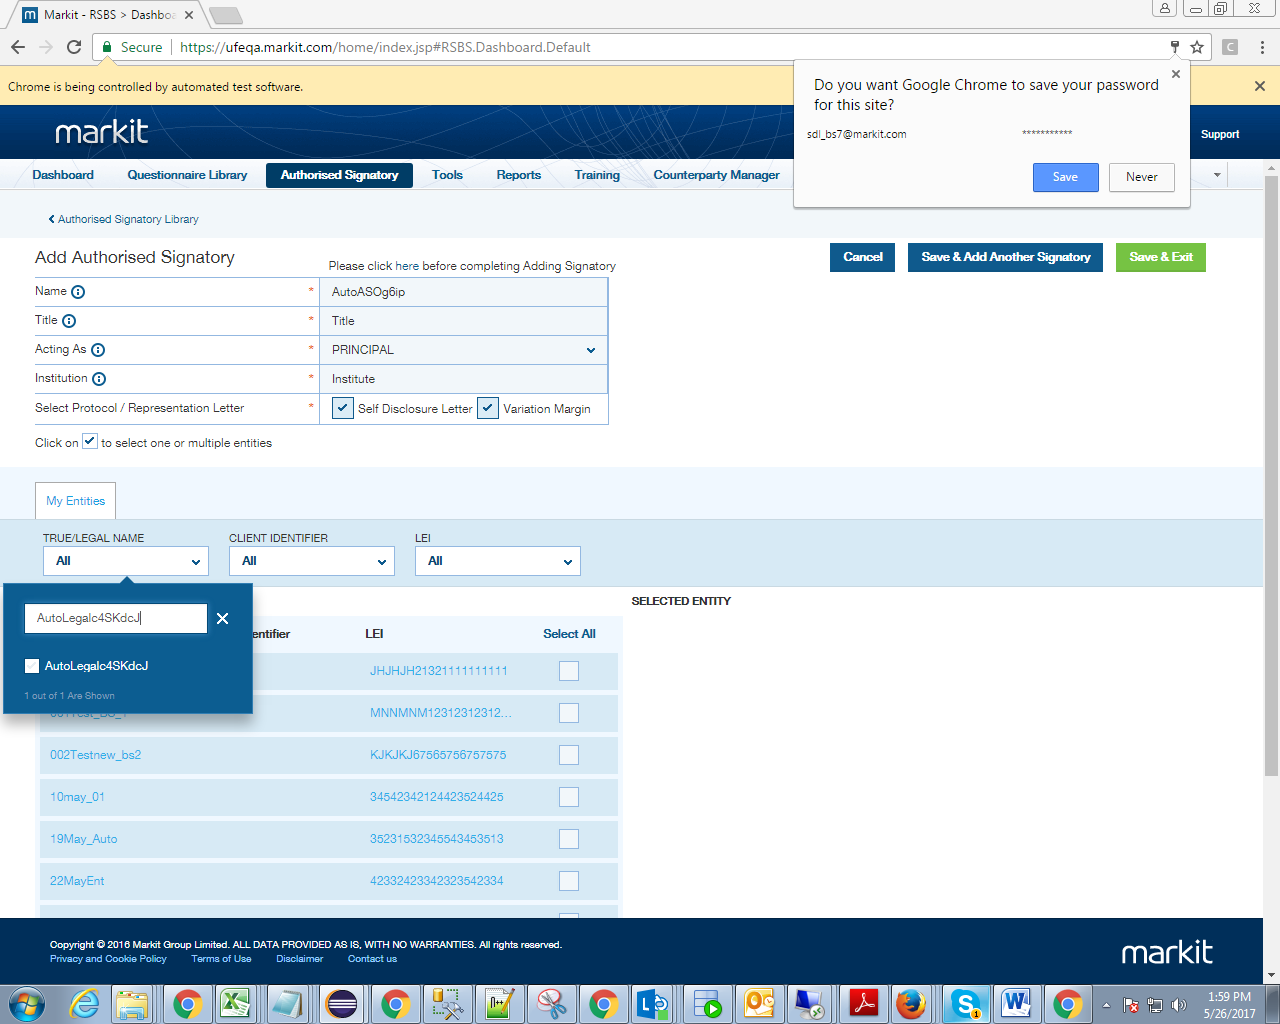 Markit - RSBS > Dashboa
Secure
https://ufeqa.markit.com/home/index.jsp#RSBS.Dashboard.Default
Chrome is being controlled by automated test software.
Do you want Google Chrome to save your password
for this site?
sdl_bs7@markit.com ***********
Save Never
markit
Support
Dashboard Questionnaire Library Authorised Signatory Tools Reports Training Counterparty Manager
Authorised Signatory Library
Add Authorised Signatory
Please click here before completing Adding Signatory
Cancel Save & Add Another Signatory Save & Exit
Name * AutoASOg6ip
Title * Title
Acting As * PRINCIPAL
Institution * Institute
Select Protocol / Representation Letter * Self Disclosure Letter Variation Margin
Click on to select one or multiple entities
My Entities
TRUE/LEGAL NAME CLIENT IDENTIFIER LEI
All All All
SELECTED ENTITY
AutoLegalc4SKdcJ
AutoLegalc4SKdcJ
1 out of 1 Are Shown
entifier LEI Select All
JHJHJH21321111111111
001Test_BS_1 MNNMNM12312312312...
002Testnew_bs2 KJKJKJ67565756757575
10may_01 34542342124423524425
19May_Auto 35231532345543453513
22MayEnt 42332423342323542334
Copyright © 2016 Markit Group Limited. ALL DATA PROVIDED AS IS, WITH NO WARRANTIES. All rights reserved.
Privacy and Cookie Policy Terms of Use Disclaimer Contact us
markit
1:59 PM
5/26/2017